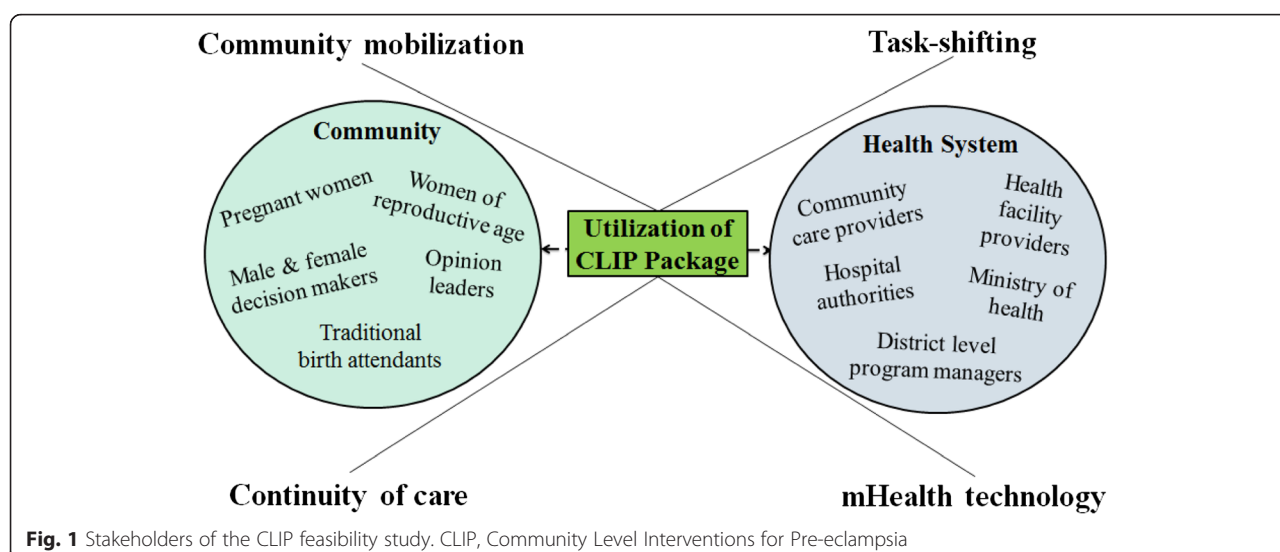 Community mobilization
Task-shifting
Community
Pregnant women
Women of
reproductive age
Male & female
decision makers
Opinion
leaders
Traditional
birth attendants
Utilization of
CLIP Package
Health System
Community
care providers
Health
facility
providers
Hospital
authorities
Ministry of
health
District level
program managers
Continuity of care
mHealth technology
Fig. 1 Stakeholders of the CLIP feasibility study. CLIP, Community Level Interventions for Pre-eclampsia